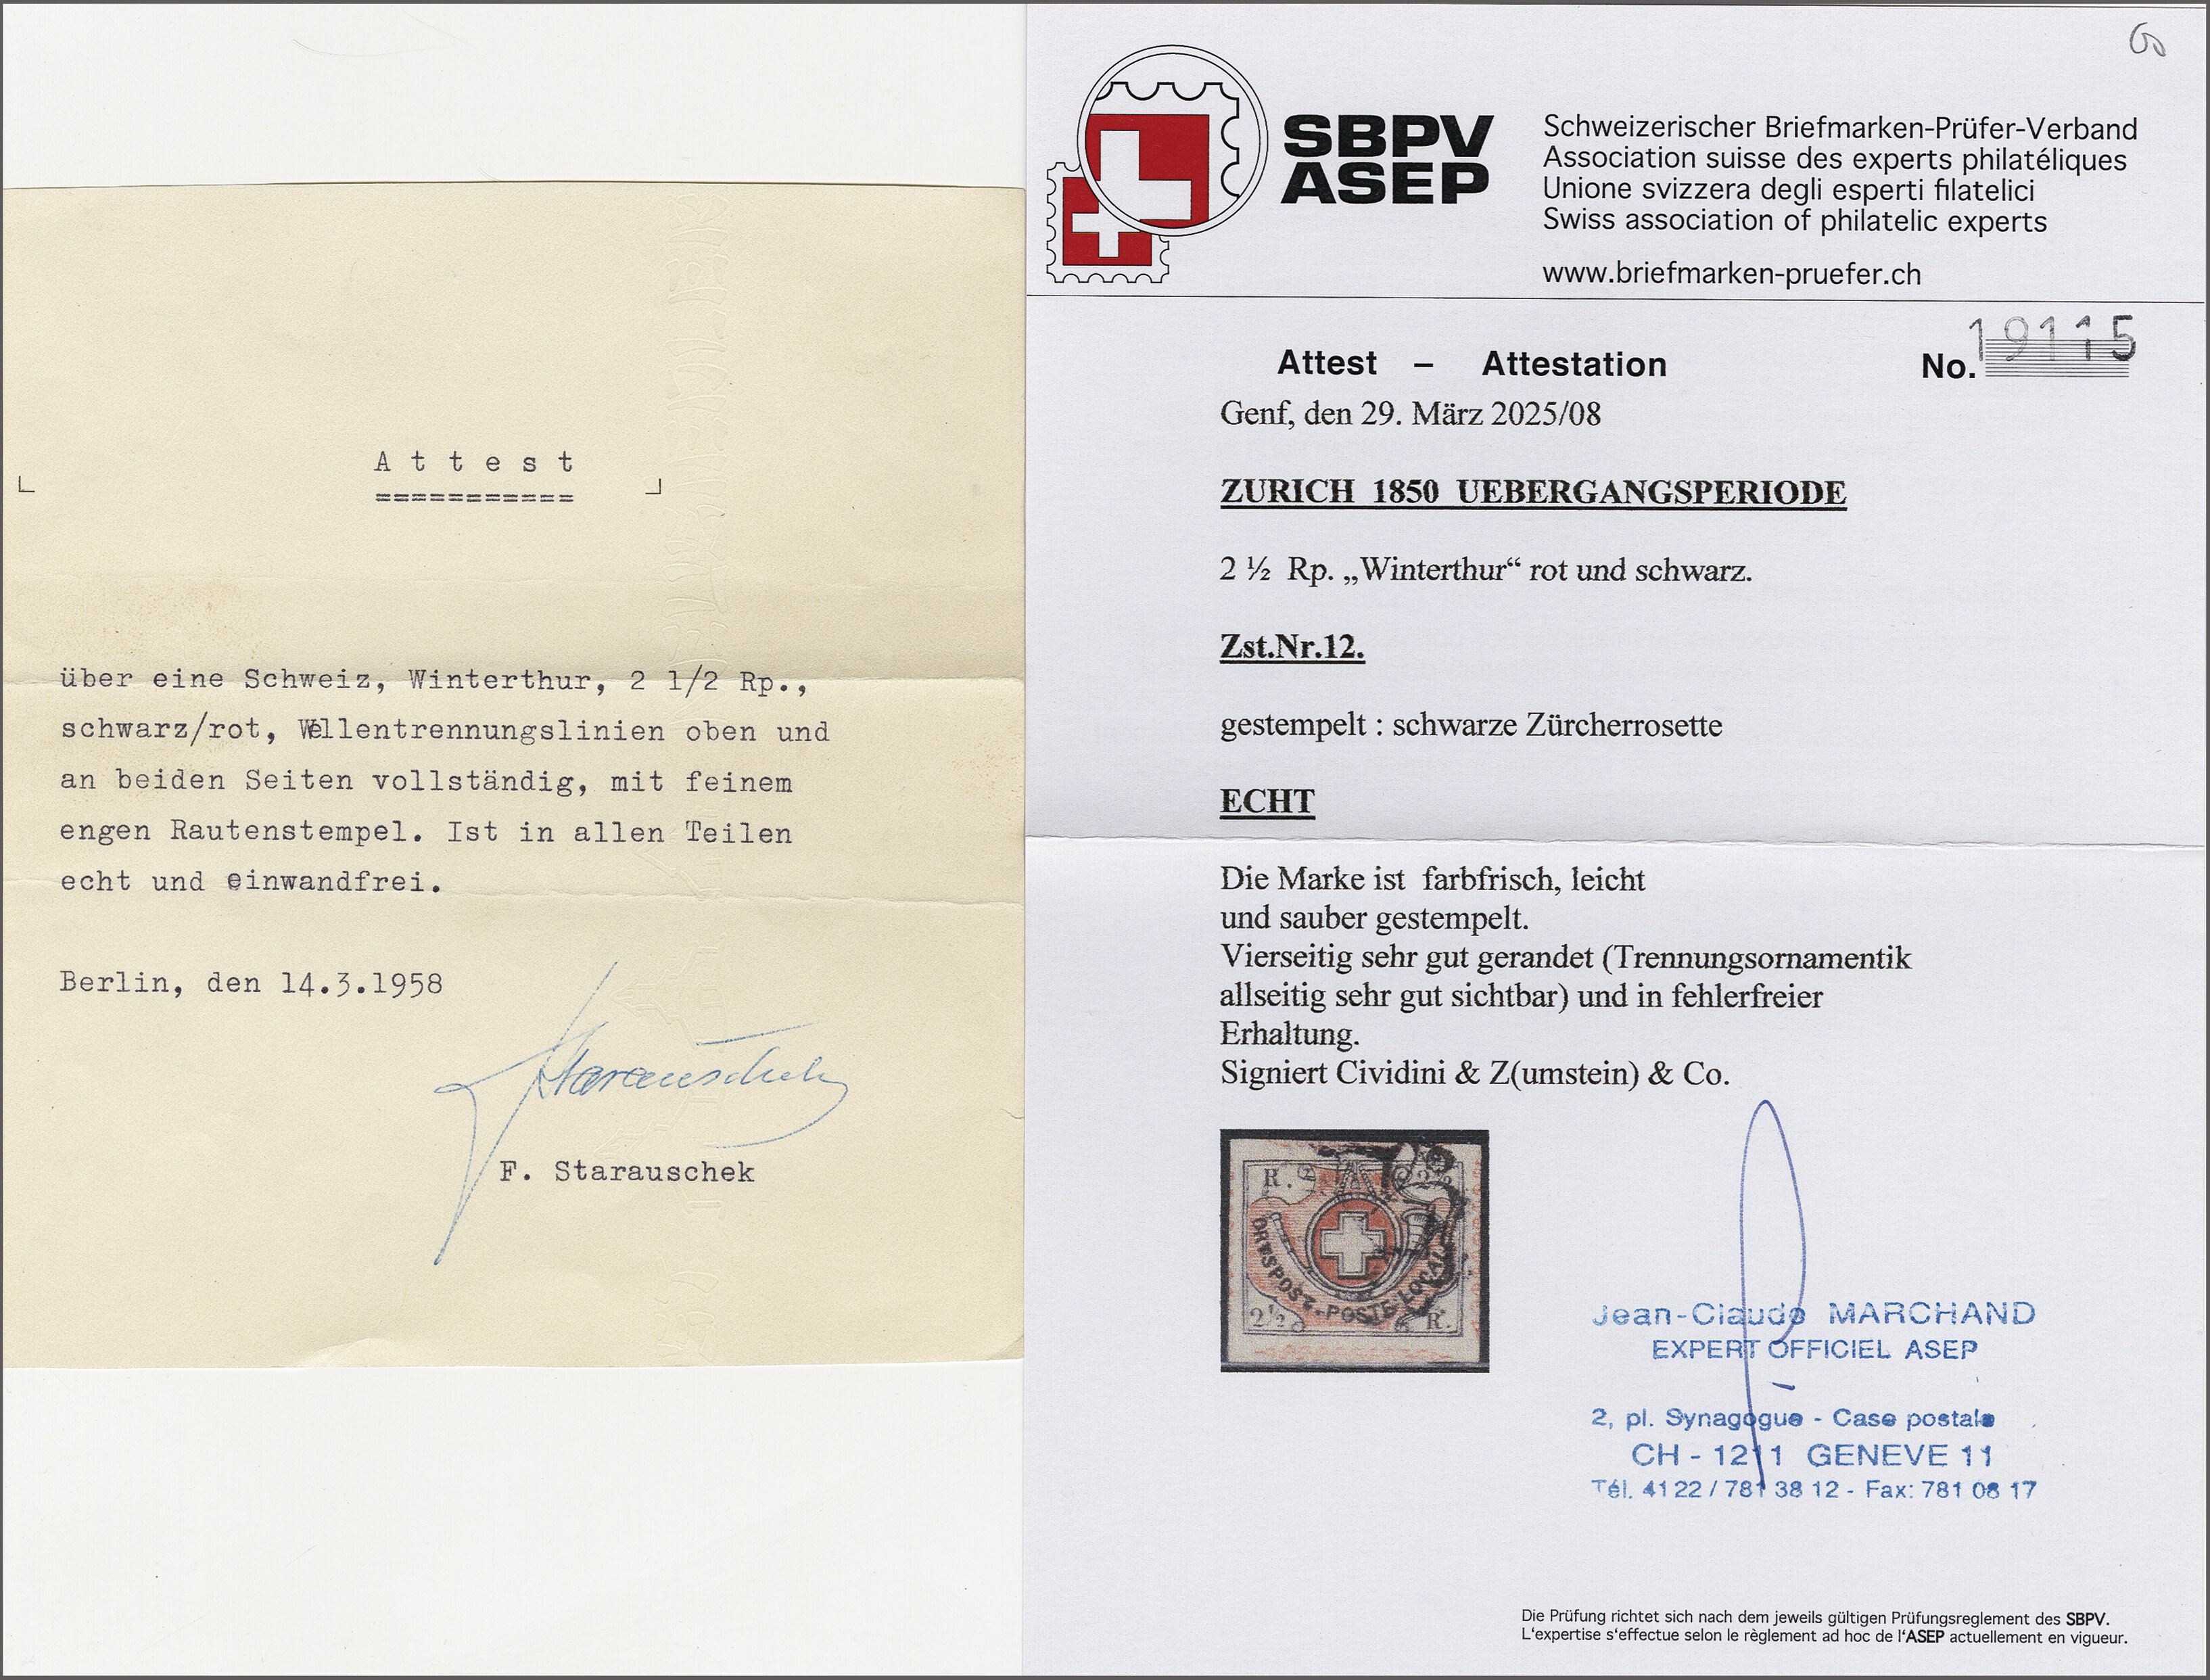 A t t e s t
===========
über eine Schweiz, Winterthur, 2 1/2 Rp.,
schwarz/rot, Wellentrennungslinien oben und
an beiden Seiten vollständig, mit feinem
engen Rautenstempel. Ist in allen Teilen
echt und einwandfrei.
Berlin, den 14.3.1958
Starauschek
F. Starauschek
SBPV
ASEP
Schweizerischer Briefmarken-Prüfer-Verband
Association suisse des experts philatéliques
Unione svizzera degli esperti filatelici
Swiss association of philatelic experts
www.briefmarken-pruefer.ch
Attest – Attestation
No. 19115
Genf, den 29. März 2025/08
ZURICH 1850 UEBERGANGSPERIODE
2 ½ Rp. „Winterthur“ rot und schwarz.
Zst.Nr.12.
gestempelt : schwarze Zürcherrosette
ECHT
Die Marke ist farbfrisch, leicht
und sauber gestempelt.
Vierseitig sehr gut gerandet (Trennungsornamentik
allseitig sehr gut sichtbar) und in fehlerfreier
Erhaltung.
Signiert Cividini & Z(umstein) & Co.
R.
ORTSPOST.-POSTE-LOCALE
2½ R.
Jean-Claude MARCHAND
EXPERT OFFICIEL ASEP
2, pl. Synagogue - Case postale
CH - 1211 GENEVE 11
Tél. 41 22 / 781 38 12 - Fax: 781 06 17
Die Prüfung richtet sich nach dem jeweils gültigen Prüfungsreglement des SBPV.
L'expertise s'effectue selon le règlement ad hoc de l'ASEP actuellement en vigueur.